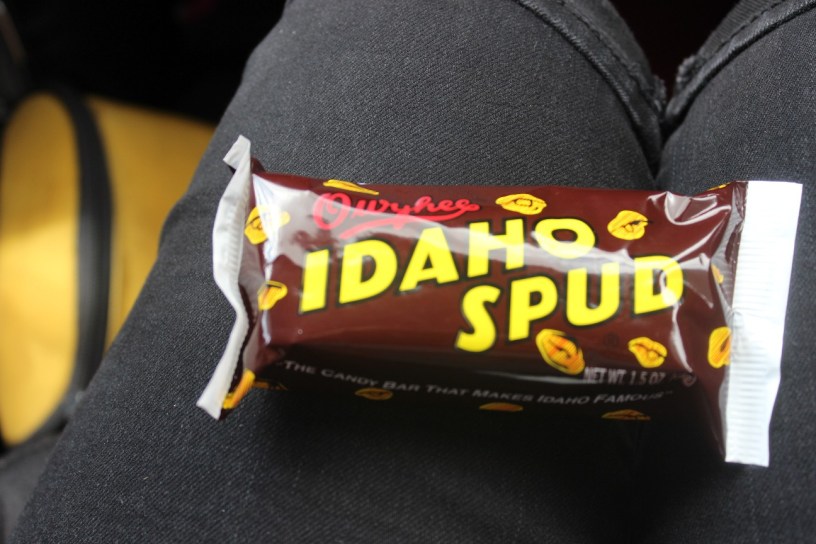 Owyhee
IDAHO
SPUD
NET WT 1.5 OZ
THE CANDY BAR THAT MAKES IDAHO FAMOUS